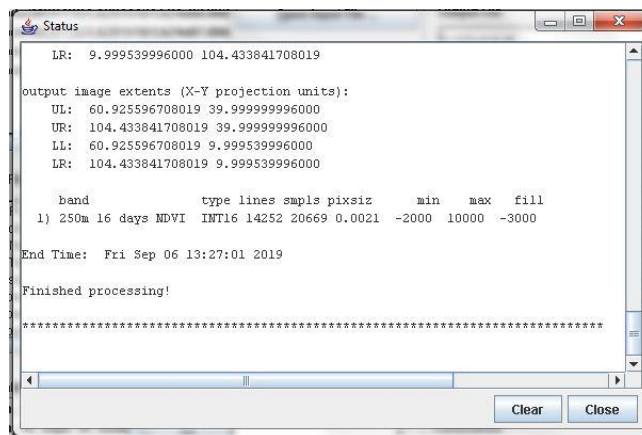 Status
LR: 9.999539996000 104.433841708019
output image extents (X-Y projection units):
UL: 60.925596708019 39.999999996000
UR: 104.433841708019 39.999999996000
LL: 60.925596708019 9.999539996000
LR: 104.433841708019 9.999539996000
band type lines smpls pixsiz min max fill
1) 250m 16 days NDVI INT16 14252 20669 0.0021 -2000 10000 -3000
End Time: Fri Sep 06 13:27:01 2019
Finished processing!
********************************************************************************
Clear Close